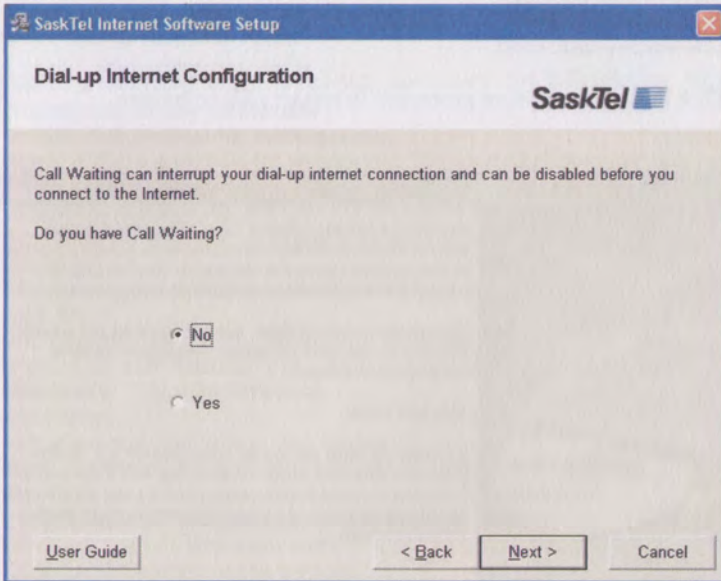 SaskTel Internet Software Setup
Dial-up Internet Configuration
SaskTel
Call Waiting can interrupt your dial-up internet connection and can be disabled before you
connect to the Internet.
Do you have Call Waiting?
No
Yes
User Guide
< Back
Next >
Cancel